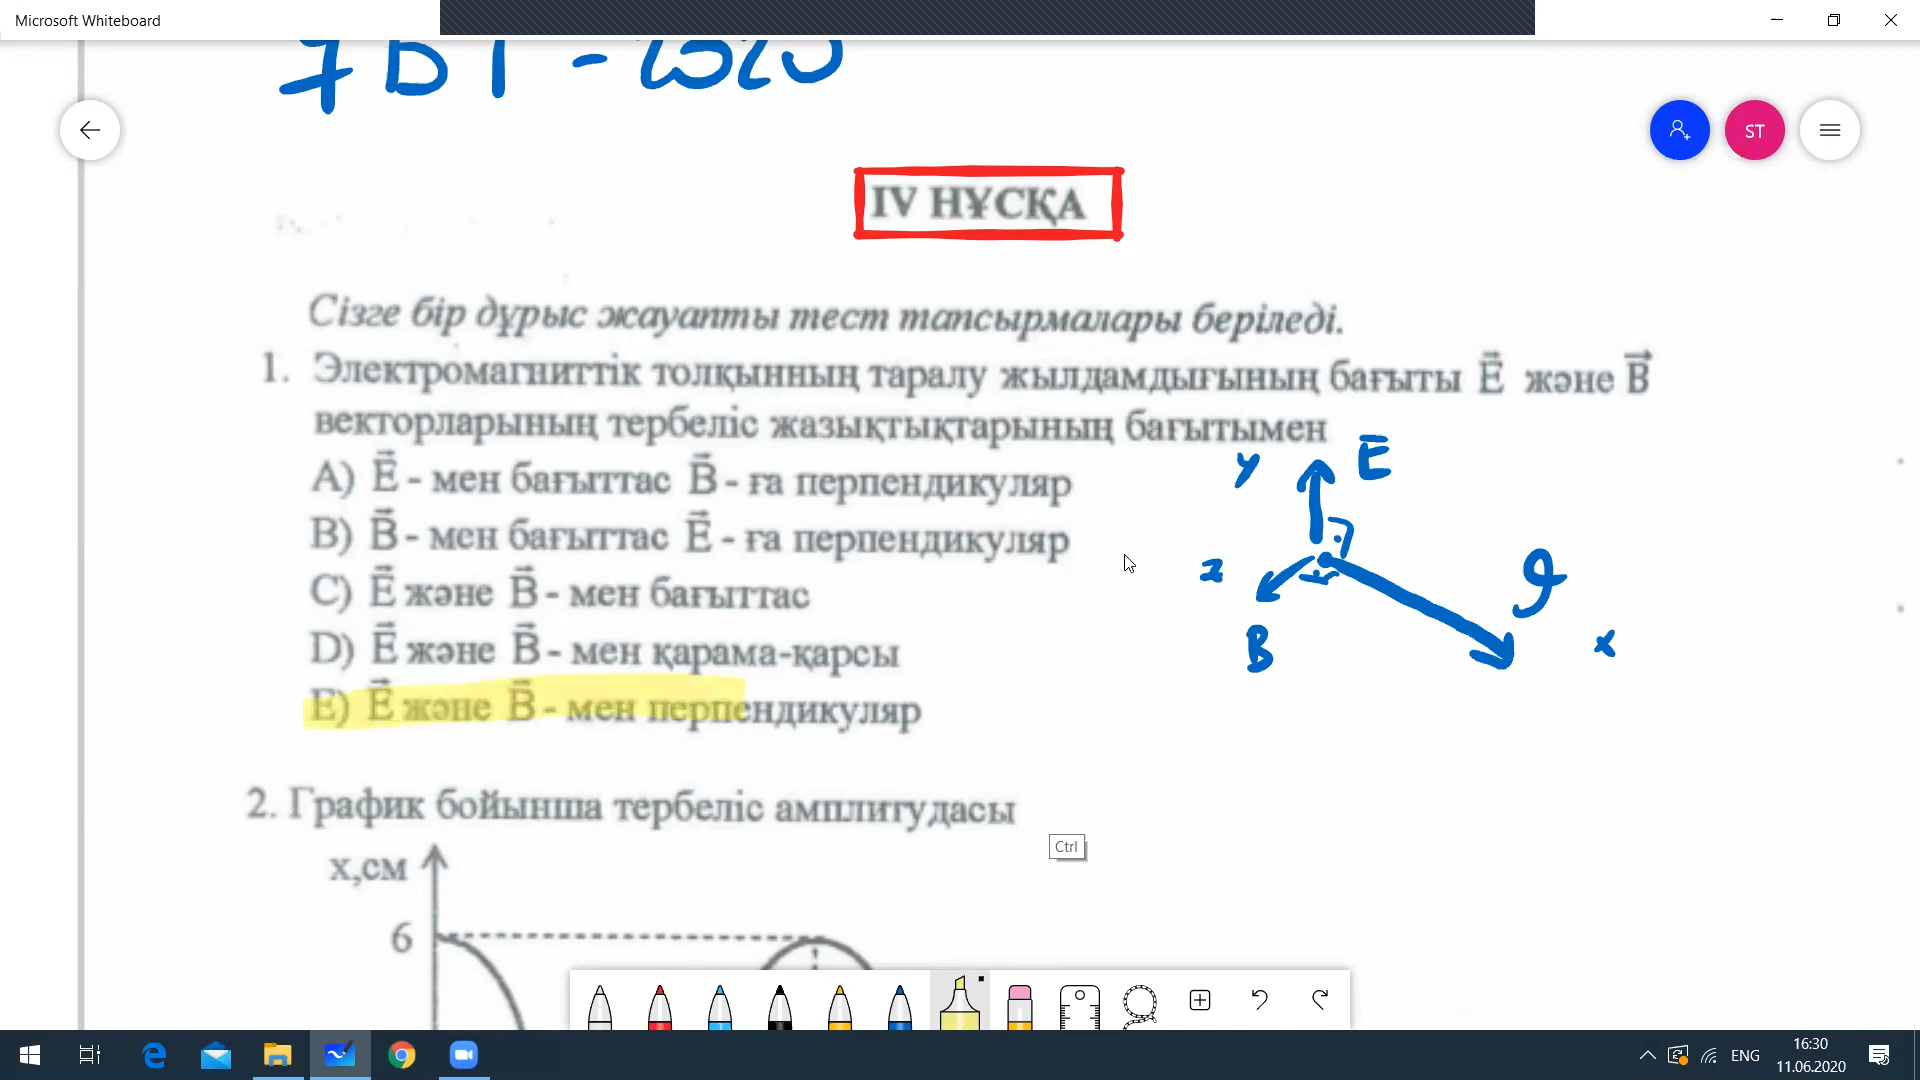 Microsoft Whiteboard
ST
IV НҰСҚА
Сізге бір дұрыс жауапты тест тапсырмалары беріледі.
1. Электромагниттік толқынның таралу жылдамдығының бағыты E⃗ және B⃗
векторларының тербеліс жазықтықтарының бағытымен
A) E⃗ - мен бағыттас B⃗ - ға перпендикуляр
B) B⃗ - мен бағыттас E⃗ - ға перпендикуляр
C) E⃗ және B⃗ - мен бағыттас
D) E⃗ және B⃗ - мен қарама-қарсы
E) E⃗ және B⃗ - мен перпендикуляр
y E
z
B
x
2. График бойынша тербеліс амплитудасы
Ctrl
x,см
6
ENG
16:30
11.06.2020